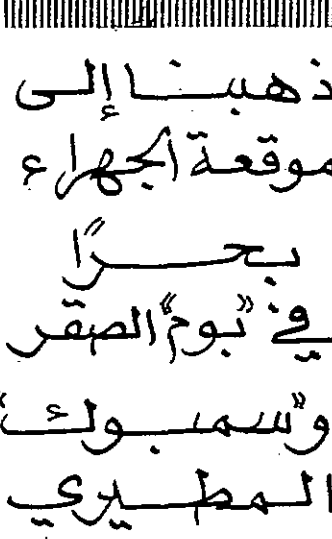 ذهبنا إلى
موقعة الجهراء
بحرًا
في "بوم" الصقر
و"سمبوك"
المطيري